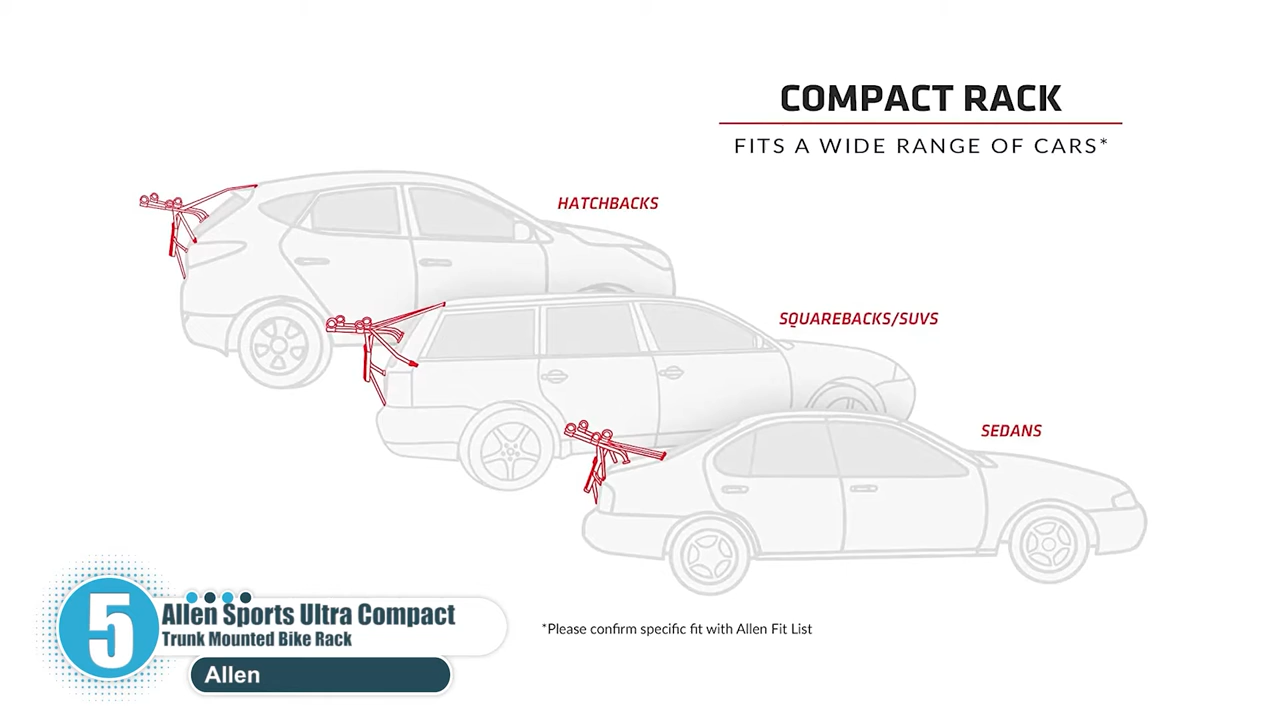 COMPACT RACK
FITS A WIDE RANGE OF CARS*
HATCHBACKS
SQUAREBACKS/SUVS
SEDANS
5
Allen Sports Ultra Compact
Trunk Mounted Bike Rack
Allen
*Please confirm specific fit with Allen Fit List